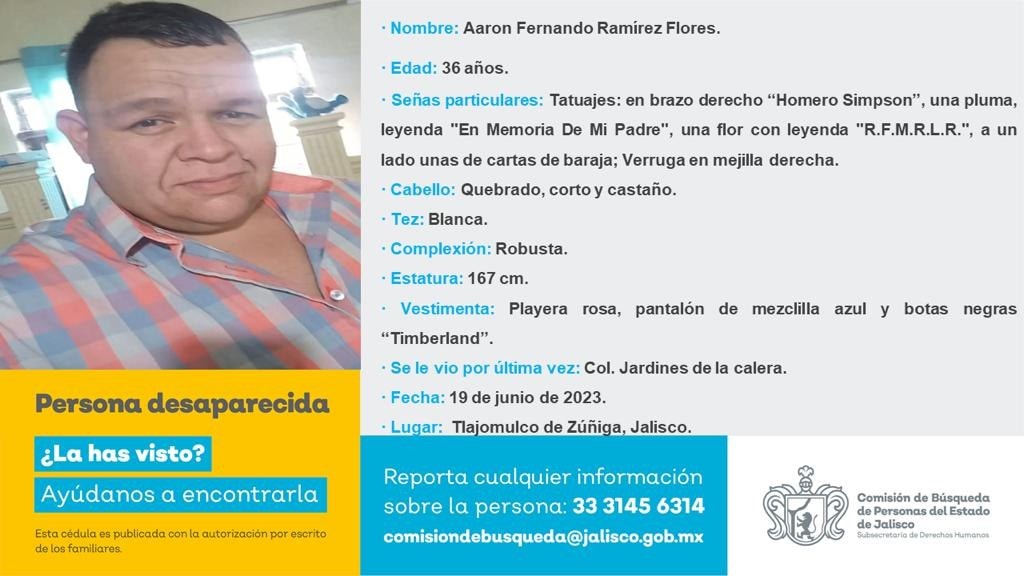 · Nombre: Aaron Fernando Ramírez Flores.
· Edad: 36 años.
· Señas particulares: Tatuajes: en brazo derecho “Homero Simpson”, una pluma,
leyenda "En Memoria De Mi Padre", una flor con leyenda "R.F.M.R.L.R.", a un
lado unas de cartas de baraja; Verruga en mejilla derecha.
· Cabello: Quebrado, corto y castaño.
· Tez: Blanca.
· Complexión: Robusta.
· Estatura: 167 cm.
· Vestimenta: Playera rosa, pantalón de mezclilla azul y botas negras
“Timberland”.
· Se le vio por última vez: Col. Jardines de la calera.
· Fecha: 19 de junio de 2023.
· Lugar: Tlajomulco de Zúñiga, Jalisco.
Persona desaparecida
¿La has visto?
Ayúdanos a encontrarla
Esta cédula es publicada con la autorización por escrito
de los familiares.
Reporta cualquier información
sobre la persona: 33 3145 6314
comisiondebusqueda@jalisco.gob.mx
Comisión de Búsqueda
de Personas del Estado
de Jalisco
Subsecretaría de Derechos Humanos